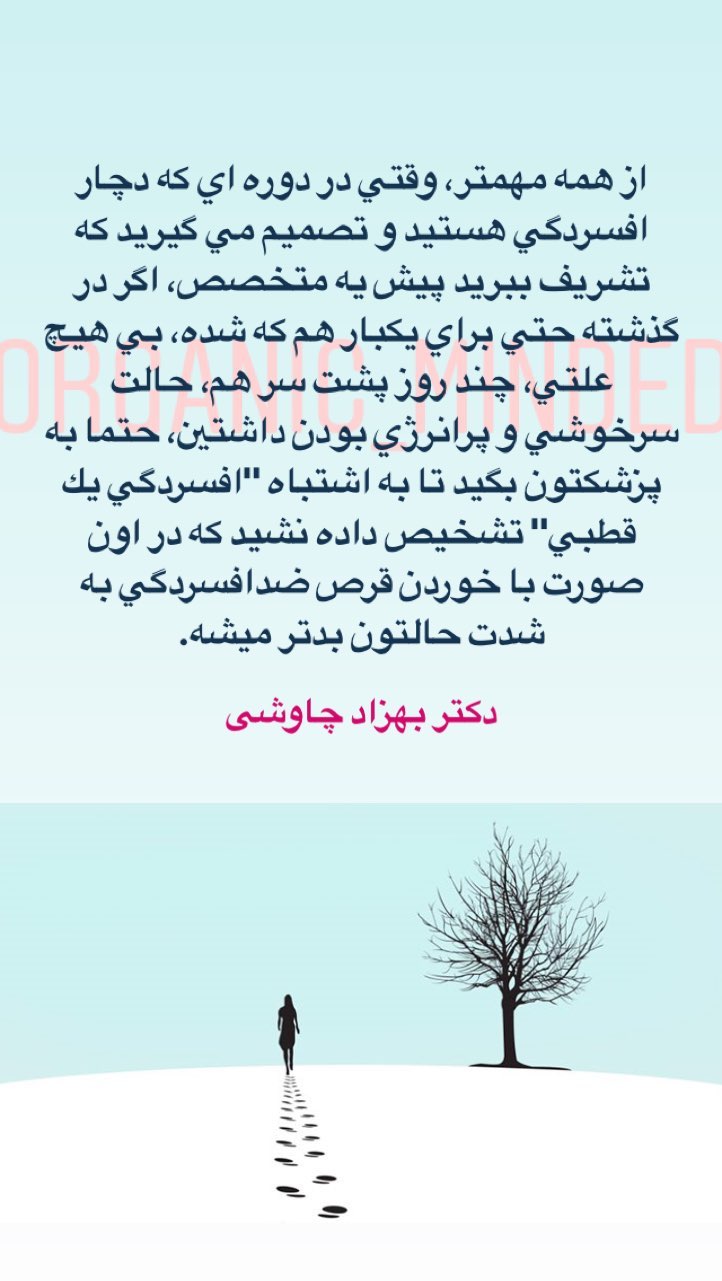 از همه مهمتر، وقتي در دوره اي كه دچار
افسردگي هستيد و تصميم مي گيريد كه
تشريف ببريد پيش يه متخصص، اگر در
گذشته حتي براي يكبار هم كه شده، بي هيچ
علتي، چند روز پشت سر هم، حالت
سرخوشي و پرانرژي بودن داشتين، حتما به
پزشكتون بگيد تا به اشتباه "افسردگي يك
قطبي" تشخيص داده نشيد كه در اون
صورت با خوردن قرص ضدافسردگي به
شدت حالتون بدتر ميشه.
دکتر بهزاد چاوشی
ORGANIC_MINDED